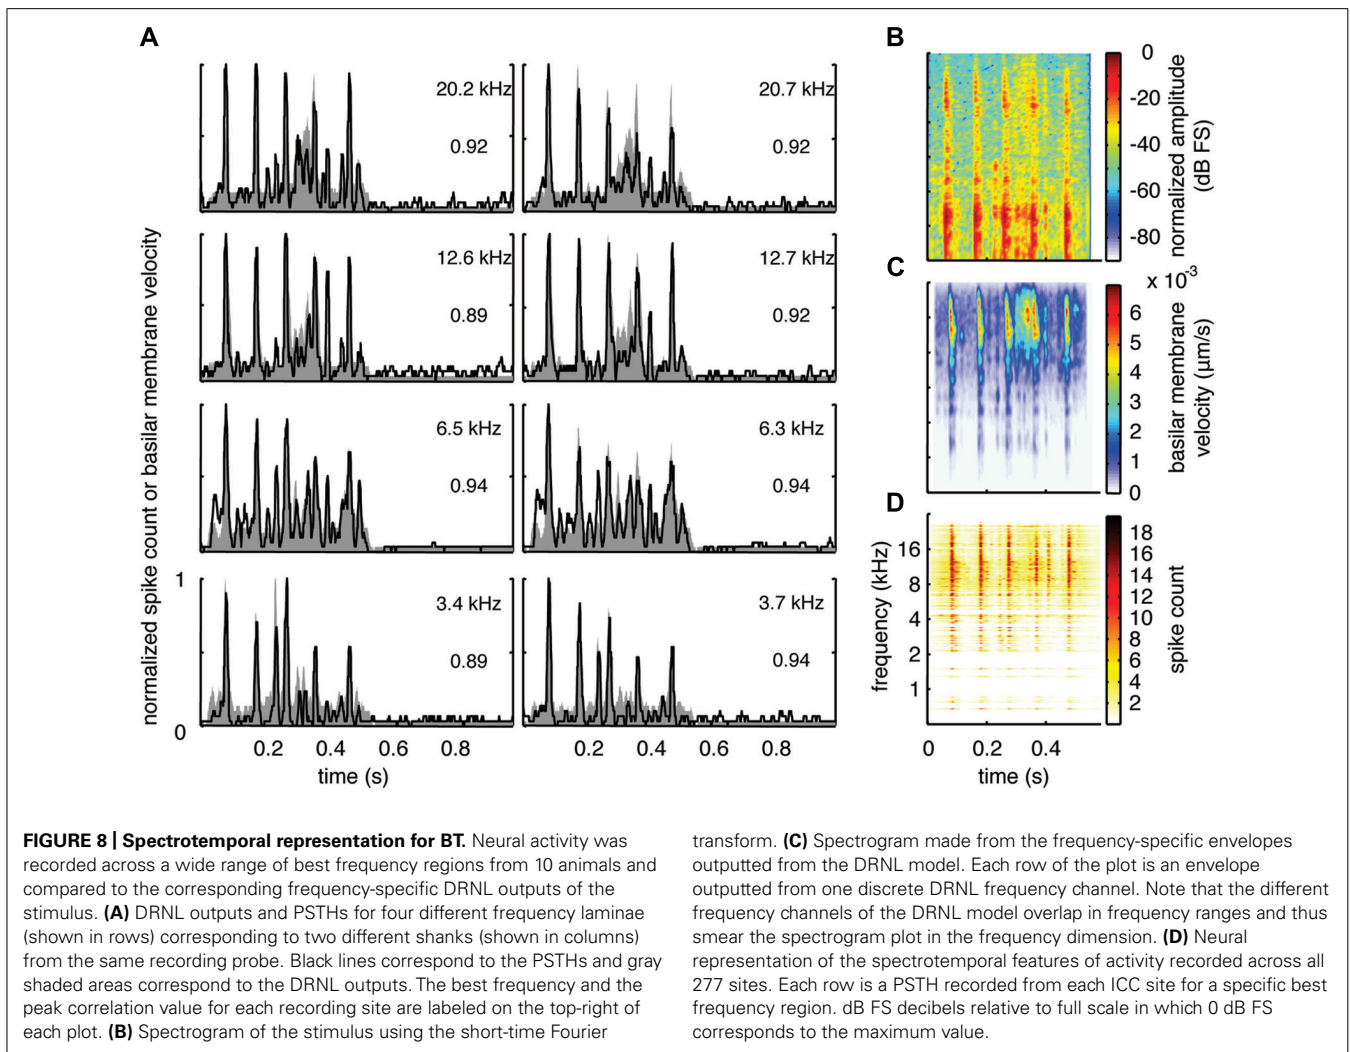 A
normalized spike count or basilar membrane velocity
20.2 kHz
0.92
20.7 kHz
0.92
12.6 kHz
0.89
12.7 kHz
0.92
6.5 kHz
0.94
6.3 kHz
0.94
1
3.4 kHz
0.89
3.7 kHz
0.94
0
0.2 0.4 0.6 0.8
time (s)
0.2 0.4 0.6 0.8
time (s)
B
0
-20
-40
-60
-80
normalized amplitude
(dB FS)
C
x 10-3
6
5
4
3
2
1
0
basilar membrane
velocity (µm/s)
D
frequency (kHz)
16
8
4
2
1
0 0.2 0.4
time (s)
18
16
14
12
10
8
6
4
2
spike count
FIGURE 8 | Spectrotemporal representation for BT. Neural activity was
recorded across a wide range of best frequency regions from 10 animals and
compared to the corresponding frequency-specific DRNL outputs of the
stimulus. (A) DRNL outputs and PSTHs for four different frequency laminae
(shown in rows) corresponding to two different shanks (shown in columns)
from the same recording probe. Black lines correspond to the PSTHs and gray
shaded areas correspond to the DRNL outputs. The best frequency and the
peak correlation value for each recording site are labeled on the top-right of
each plot. (B) Spectrogram of the stimulus using the short-time Fourier
transform. (C) Spectrogram made from the frequency-specific envelopes
outputted from the DRNL model. Each row of the plot is an envelope
outputted from one discrete DRNL frequency channel. Note that the different
frequency channels of the DRNL model overlap in frequency ranges and thus
smear the spectrogram plot in the frequency dimension. (D) Neural
representation of the spectrotemporal features of activity recorded across all
277 sites. Each row is a PSTH recorded from each ICC site for a specific best
frequency region. dB FS decibels relative to full scale in which 0 dB FS
corresponds to the maximum value.